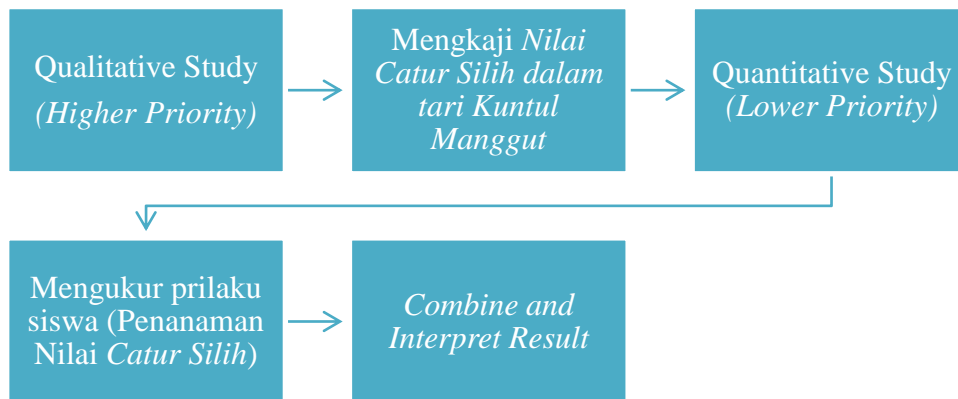 Qualitative Study
(Higher Priority)
Mengkaji Nilai
Catur Silih dalam
tari Kuntul
Manggut
Quantitative Study
(Lower Priority)
Mengukur prilaku
siswa (Penanaman
Nilai Catur Silih)
Combine and
Interpret Result